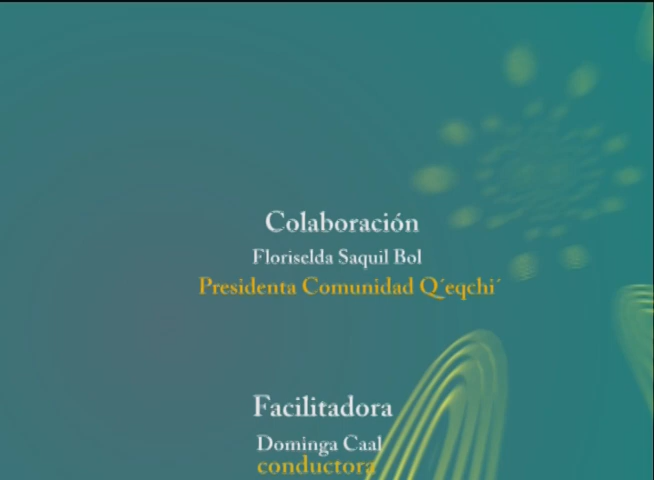 Colaboración
Floriselda Saquil Bol
Presidenta Comunidad Q´eqchi´
Facilitadora
Dominga Caal
conductora